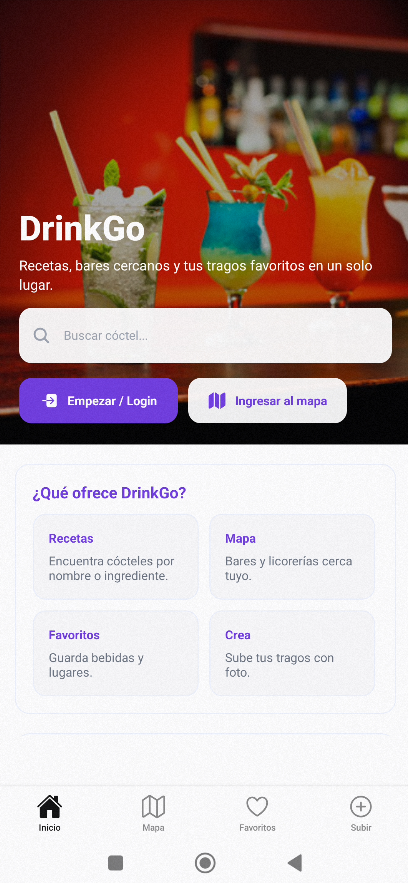 DrinkGo
Recetas, bares cercanos y tus tragos favoritos en un solo
lugar.
Buscar cóctel...
Empezar / Login
Ingresar al mapa
¿Qué ofrece DrinkGo?
Recetas
Encuentra cócteles por
nombre o ingrediente.
Mapa
Bares y licorerías cerca
tuyo.
Favoritos
Guarda bebidas y
lugares.
Crea
Sube tus tragos con
foto.
Inicio
Mapa
Favoritos
Subir